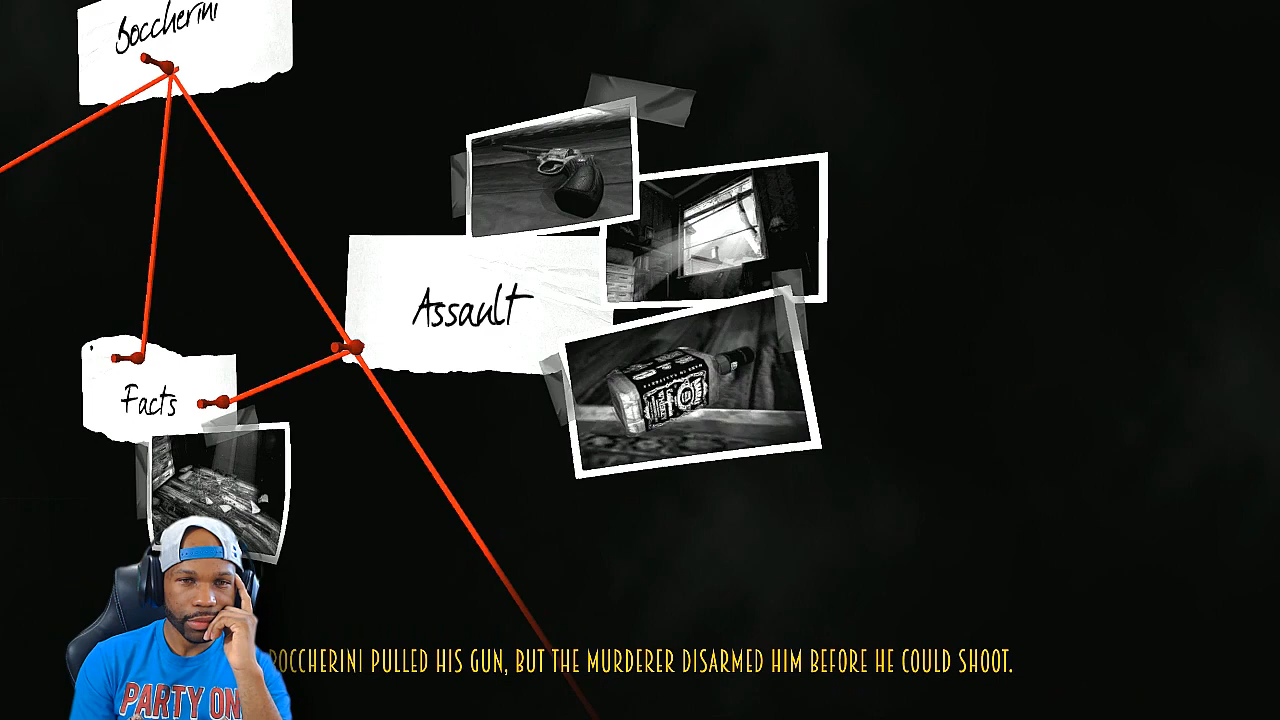 Boccherini
Assault
Facts
BOCCHERINI PULLED HIS GUN, BUT THE MURDERER DISARMED HIM BEFORE HE COULD SHOOT.
PARTY ON